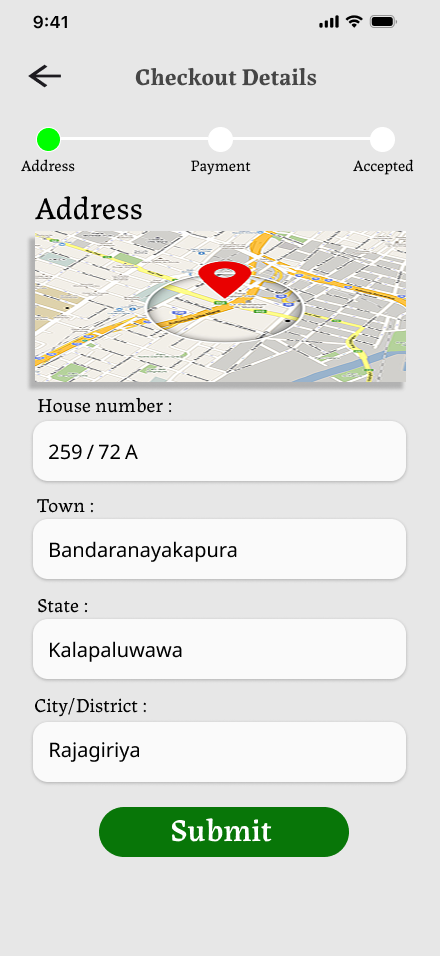 9:41
Checkout Details
Address Payment Accepted
Address
House number :
259 / 72 A
Town :
Bandaranayakapura
State :
Kalapaluwawa
City/District :
Rajagiriya
Submit